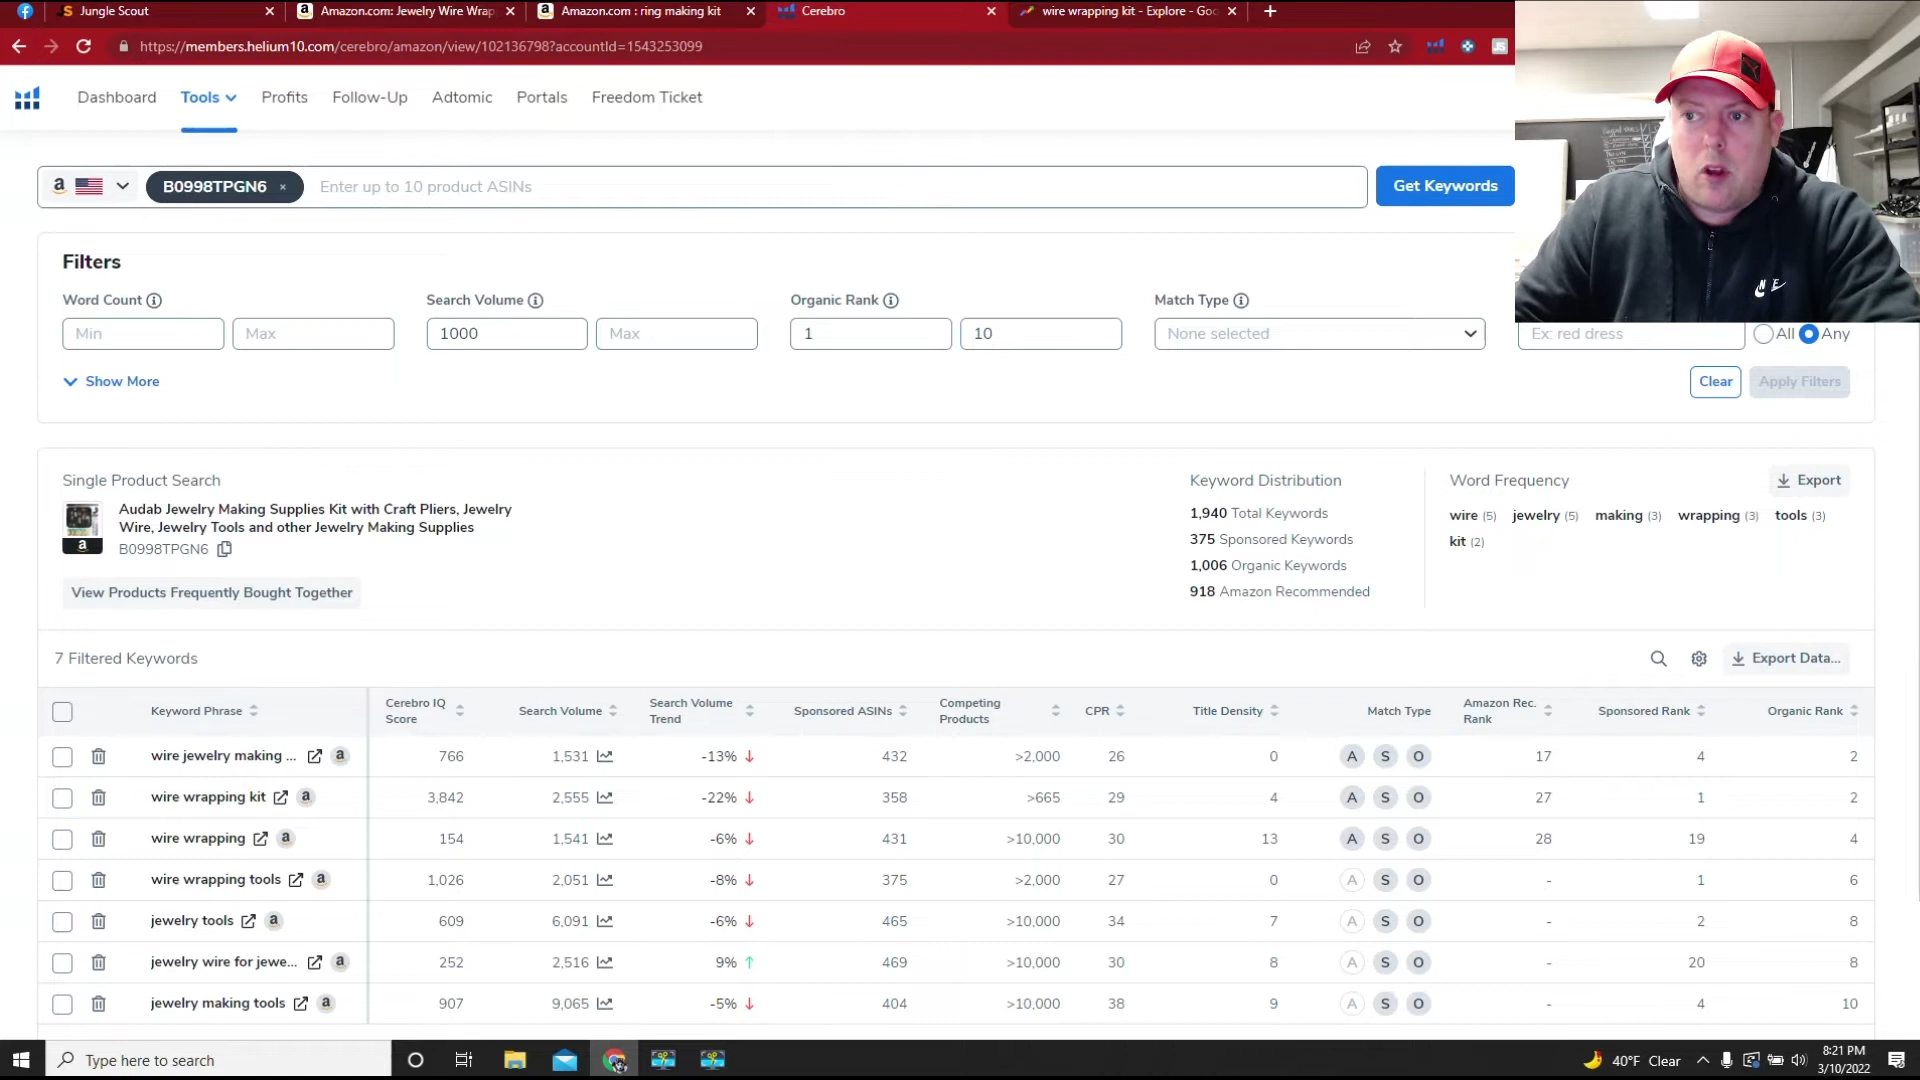 Jungle Scout
Amazon.com: Jewelry Wire Wrap
Amazon.com : ring making kit
Cerebro
wire wrapping kit - Explore - Goo
https://members.helium10.com/cerebro/amazon/view/102136798?accountId=1543253099
Dashboard Tools Profits Follow-Up Adtomic Portals Freedom Ticket
B0998TPGN6 × Enter up to 10 product ASINs Get Keywords
Filters
Word Count Search Volume Organic Rank Match Type
Min Max 1000 Max 1 10 None selected Ex: red dress All Any
Show More Clear Apply Filters
Single Product Search Keyword Distribution Word Frequency Export
Audab Jewelry Making Supplies Kit with Craft Pliers, Jewelry
Wire, Jewelry Tools and other Jewelry Making Supplies
B0998TPGN6
View Products Frequently Bought Together
1,940 Total Keywords
375 Sponsored Keywords
1,006 Organic Keywords
918 Amazon Recommended
wire (5) jewelry (5) making (3) wrapping (3) tools (3)
kit (2)
7 Filtered Keywords Export Data...
Keyword Phrase Cerebro IQ Score Search Volume Search Volume Trend Sponsored ASINs Competing Products CPR Title Density Match Type Amazon Rec. Rank Sponsored Rank Organic Rank
wire jewelry making ... a 766 1,531 -13% 432 >2,000 26 0 A S O 17 4 2
wire wrapping kit a 3,842 2,555 -22% 358 >665 29 4 A S O 27 1 2
wire wrapping a 154 1,541 -6% 431 >10,000 30 13 A S O 28 19 4
wire wrapping tools a 1,026 2,051 -8% 375 >2,000 27 0 A S O - 1 6
jewelry tools a 609 6,091 -6% 465 >10,000 34 7 A S O - 2 8
jewelry wire for jewe... a 252 2,516 9% 469 >10,000 30 8 A S O - 20 8
jewelry making tools a 907 9,065 -5% 404 >10,000 38 9 A S O - 4 10
Type here to search
40°F Clear
8:21 PM
3/10/2022